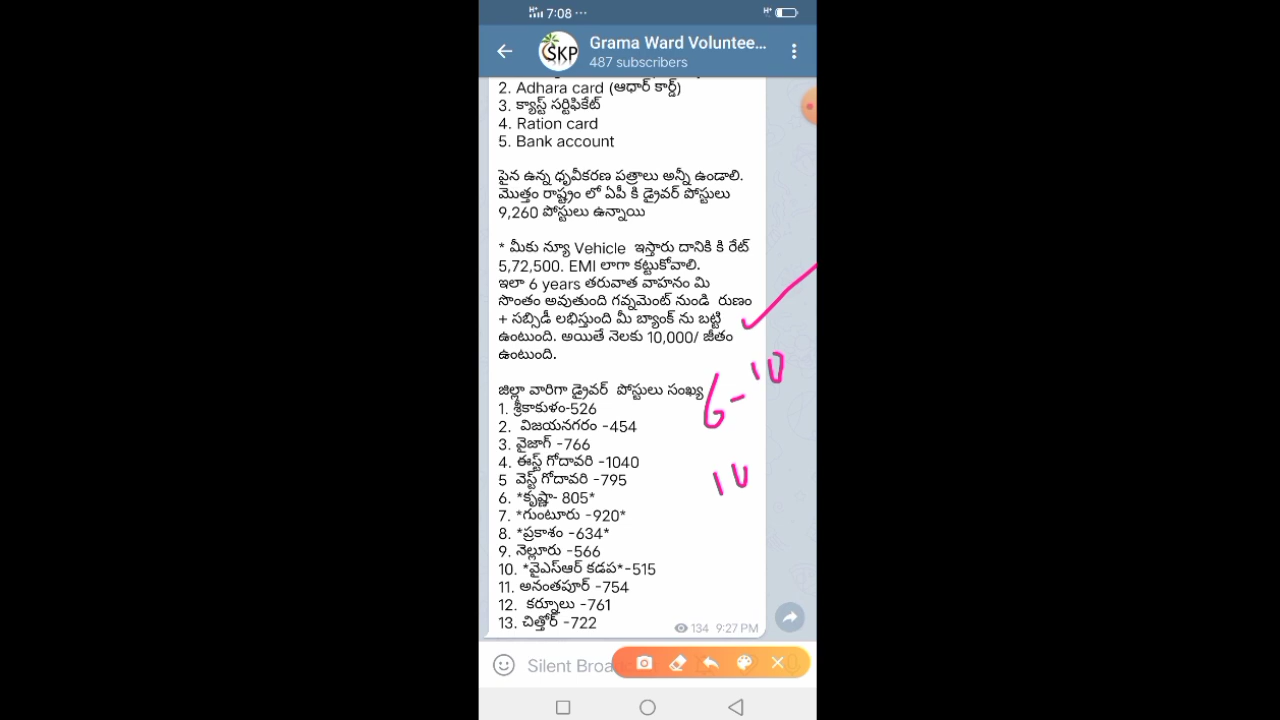 7:08
Grama Ward Voluntee...
487 subscribers
2. Adhara card (ఆధార్ కార్డ్)
3. క్యాస్ట్ సర్టిఫికేట్
4. Ration card
5. Bank account
పైన ఉన్న ధృవీకరణ పత్రాలు అన్నీ ఉండాలి.
మొత్తం రాష్ట్రం లో ఏపీ కి డ్రైవర్ పోస్టులు
9,260 పోస్టులు ఉన్నాయి
* మీకు న్యూ Vehicle ఇస్తారు దానికి కి రేట్
5,72,500. EMI లాగా కట్టుకోవాలి.
ఇలా 6 years తరువాత వాహనం మి
సొంతం అవుతుంది గవ్నమెంట్ నుండి రుణం
+ సబ్సిడీ లభిస్తుంది మీ బ్యాంక్ ను బట్టి
ఉంటుంది. అయితే నెలకు 10,000/ జీతం
ఉంటుంది.
జిల్లా వారిగా డ్రైవర్ పోస్టులు సంఖ్య
1. శ్రీకాకుళం-526
2. విజయనగరం -454
3. వైజాగ్ -766
4. ఈస్ట్ గోదావరి -1040
5 వెస్ట్ గోదావరి -795
6. *కృష్ణా- 805*
7. *గుంటూరు -920*
8. *ప్రకాశం -634*
9. నెల్లూరు -566
10. *వైఎస్ఆర్ కడప*-515
11. అనంతపూర్ -754
12. కర్నూలు -761
13. చిత్తోర్ -722
134 9:27 PM
6-10
10
Silent Broa
SKP